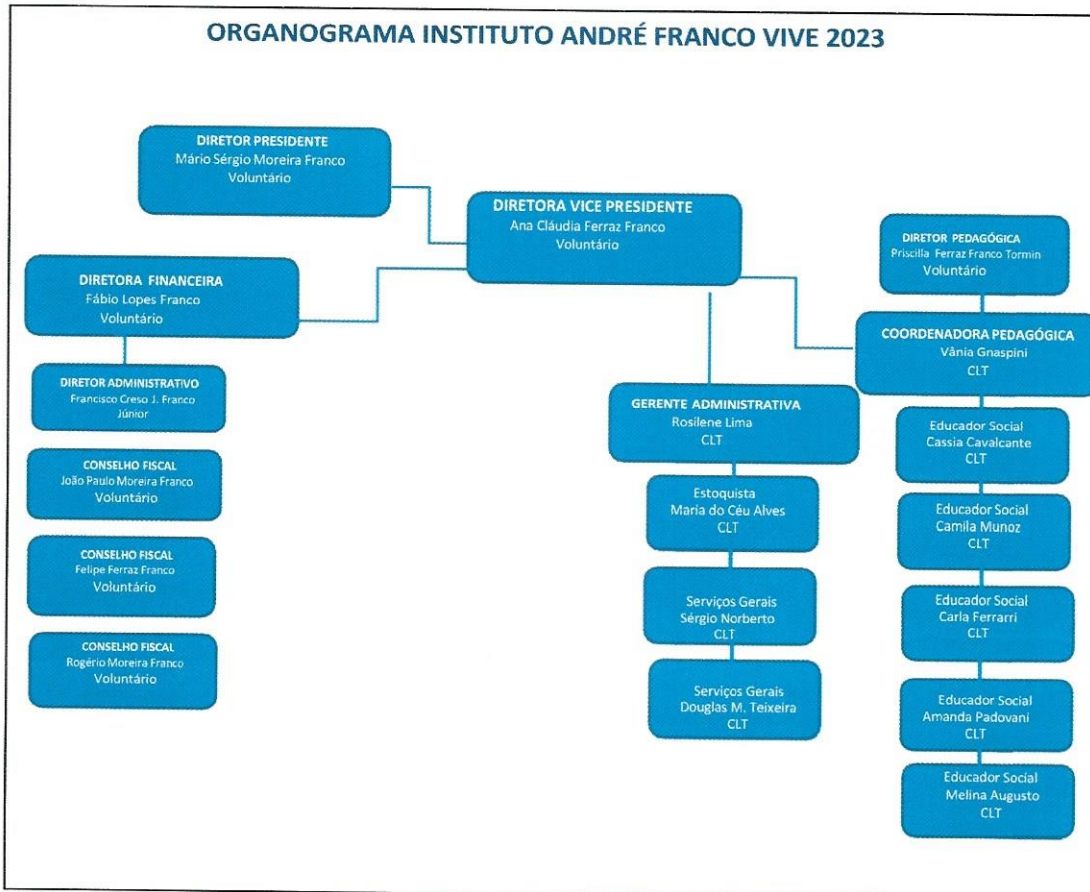 ORGANOGRAMA INSTITUTO ANDRÉ FRANCO VIVE 2023
DIRETOR PRESIDENTE
Mário Sérgio Moreira Franco
Voluntário
DIRETORA VICE PRESIDENTE
Ana Cláudia Ferraz Franco
Voluntário
DIRETORA FINANCEIRA
Fábio Lopes Franco
Voluntário
DIRETOR ADMINISTRATIVO
Francisco Creso J. Franco
Júnior
CONSELHO FISCAL
João Paulo Moreira Franco
Voluntário
CONSELHO FISCAL
Felipe Ferraz Franco
Voluntário
CONSELHO FISCAL
Rogério Moreira Franco
Voluntário
GERENTE ADMINISTRATIVA
Rosilene Lima
CLT
Estoquista
Maria do Céu Alves
CLT
Serviços Gerais
Sérgio Norberto
CLT
Serviços Gerais
Douglas M. Teixeira
CLT
DIRETOR PEDAGÓGICA
Priscilla Ferraz Franco Tormin
Voluntário
COORDENADORA PEDAGÓGICA
Vânia Gnaspini
CLT
Educador Social
Cassia Cavalcante
CLT
Educador Social
Camila Munoz
CLT
Educador Social
Carla Ferrarri
CLT
Educador Social
Amanda Padovani
CLT
Educador Social
Melina Augusto
CLT